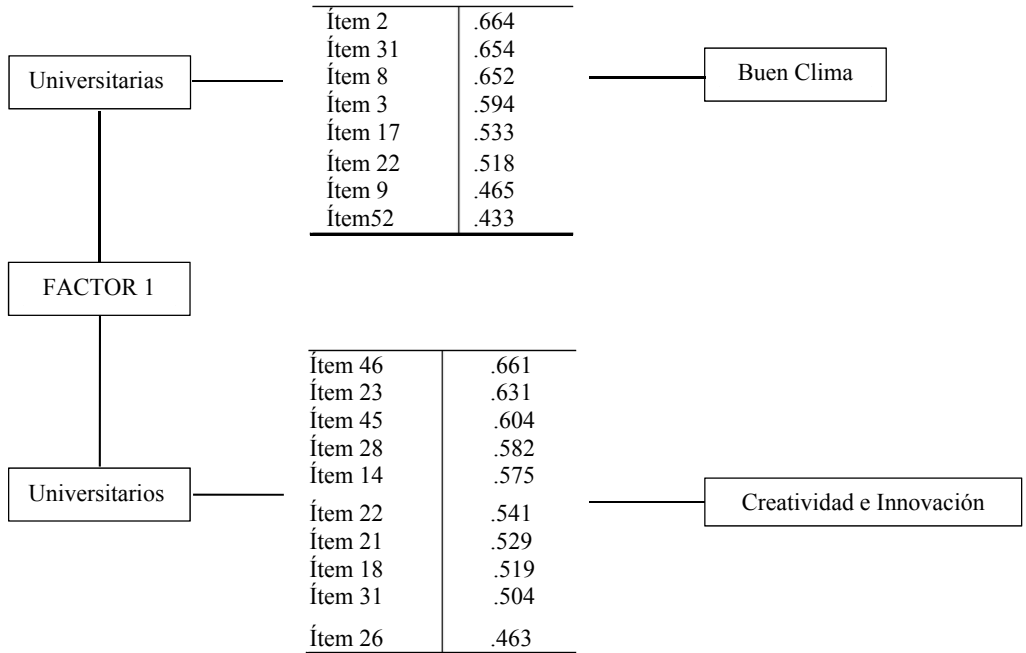 Universitarias
Ítem 2 .664
Ítem 31 .654
Ítem 8 .652
Ítem 3 .594
Ítem 17 .533
Ítem 22 .518
Ítem 9 .465
Ítem52 .433
Buen Clima
FACTOR 1
Universitarios
Ítem 46 .661
Ítem 23 .631
Ítem 45 .604
Ítem 28 .582
Ítem 14 .575
Ítem 22 .541
Ítem 21 .529
Ítem 18 .519
Ítem 31 .504
Ítem 26 .463
Creatividad e Innovación